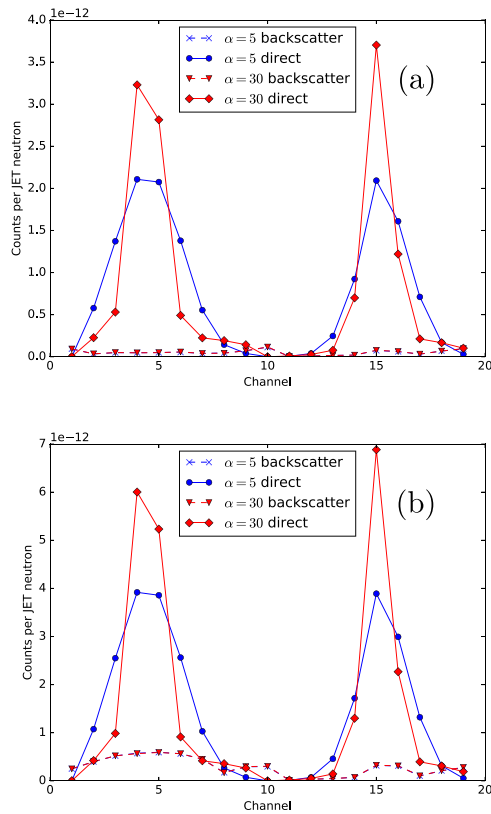 1e−12
4.0
3.5
3.0
2.5
2.0
1.5
1.0
0.5
0.0
Counts per JET neutron
α = 5 backscatter
α = 5 direct
α = 30 backscatter
α = 30 direct
(a)
0 5 10 15 20
Channel
1e−12
7
6
5
4
3
2
1
0
Counts per JET neutron
α = 5 backscatter
α = 5 direct
α = 30 backscatter
α = 30 direct
(b)
0 5 10 15 20
Channel